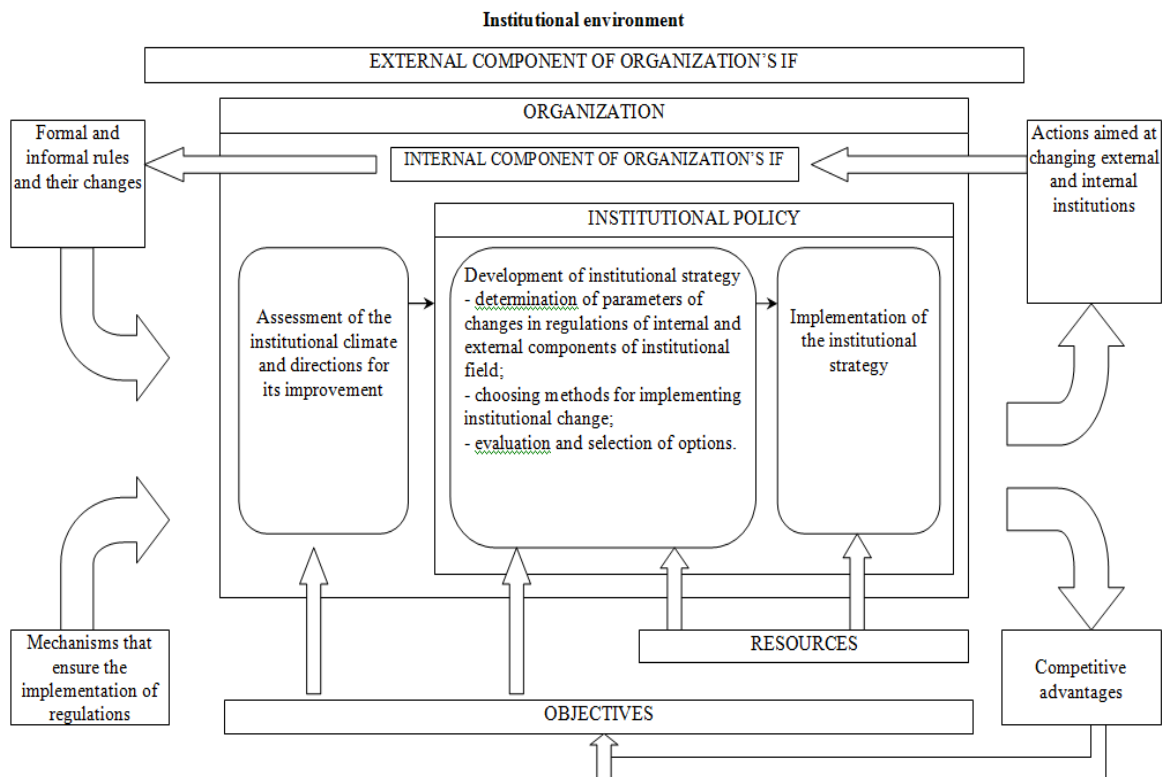 Institutional environment
EXTERNAL COMPONENT OF ORGANIZATION'S IF
ORGANIZATION
Formal and
informal rules
and their changes
INTERNAL COMPONENT OF ORGANIZATION'S IF
Actions aimed at
changing external
and internal
institutions
INSTITUTIONAL POLICY
Assessment of the
institutional climate
and directions for
its improvement
Development of institutional strategy
- determination of parameters of
changes in regulations of internal and
external components of institutional
field;
- choosing methods for implementing
institutional change;
- evaluation and selection of options.
Implementation of
the institutional
strategy
Mechanisms that
ensure the
implementation of
regulations
RESOURCES
Competitive
advantages
OBJECTIVES